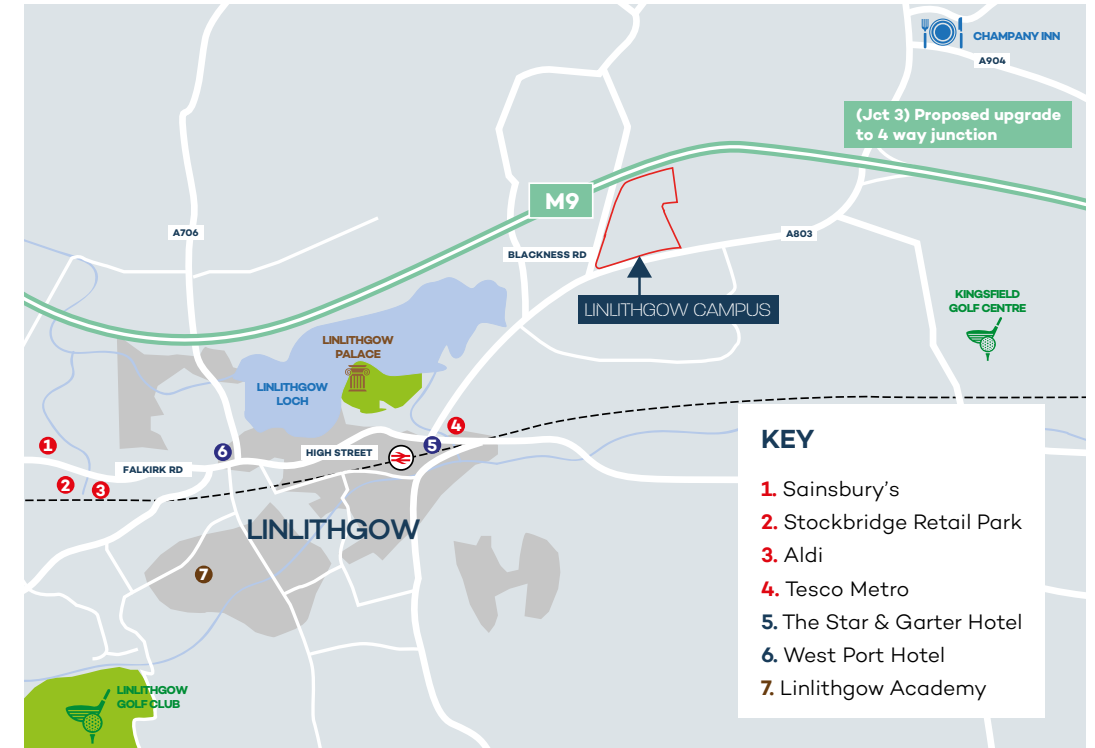 CHAMPANY INN
A904
(Jct 3) Proposed upgrade
to 4 way junction
M9
A706
A803
BLACKNESS RD
LINLITHGOW CAMPUS
KINGSFIELD
GOLF CENTRE
LINLITHGOW
PALACE
LINLITHGOW
LOCH
1
2
3
4
5
6
7
HIGH STREET
FALKIRK RD
LINLITHGOW
LINLITHGOW
GOLF CLUB
KEY
1. Sainsbury's
2. Stockbridge Retail Park
3. Aldi
4. Tesco Metro
5. The Star & Garter Hotel
6. West Port Hotel
7. Linlithgow Academy